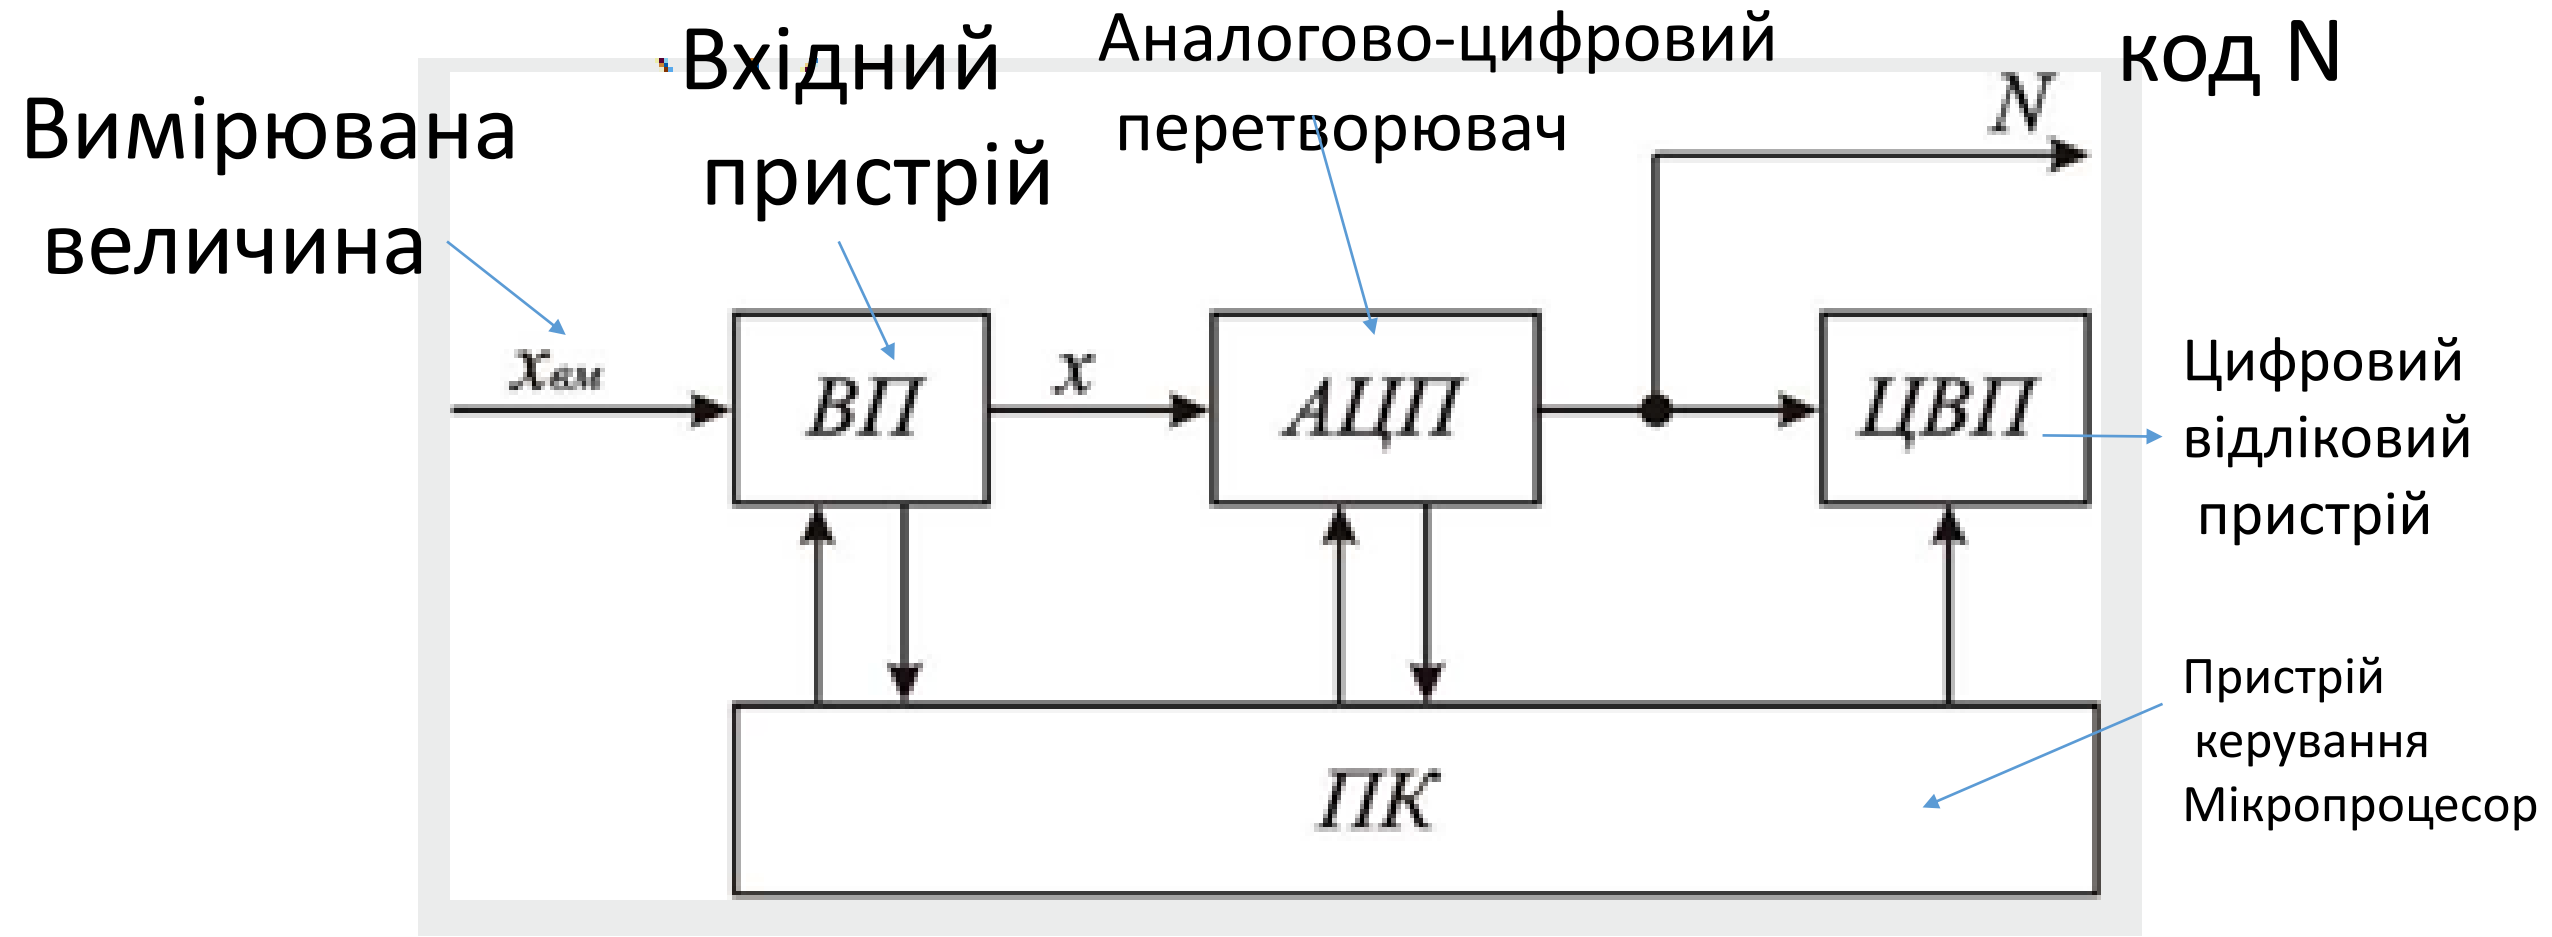 Вимірювана
величина
Вхідний
пристрій
Аналогово-цифровий
перетворювач
код N
N
xвм
ВП
x
АЦП
ЦВП
Цифровий
відліковий
пристрій
ПК
Пристрій
керування
Мікропроцесор